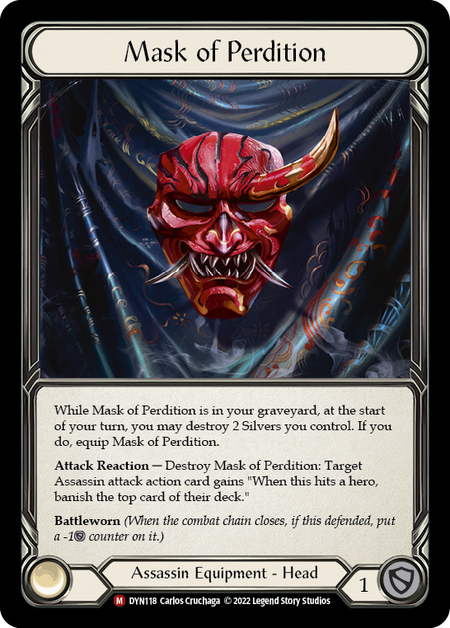 Mask of Perdition
While Mask of Perdition is in your graveyard, at the start
of your turn, you may destroy 2 Silvers you control. If you
do, equip Mask of Perdition.
Attack Reaction — Destroy Mask of Perdition: Target
Assassin attack action card gains "When this hits a hero,
banish the top card of their deck."
Battleworn (When the combat chain closes, if this defended, put
a -1 counter on it.)
Assassin Equipment - Head
1
M DYN118 Carlos Cruchaga © 2022 Legend Story Studios